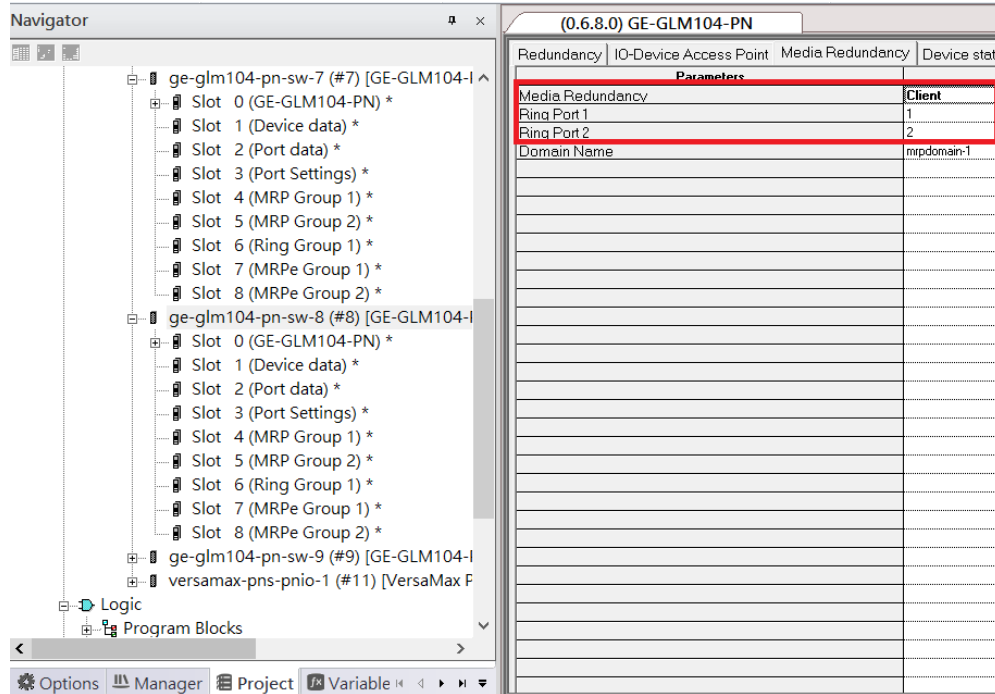 Navigator
ge-glm104-pn-sw-7 (#7) [GE-GLM104-
Slot 0 (GE-GLM104-PN) *
Slot 1 (Device data) *
Slot 2 (Port data) *
Slot 3 (Port Settings) *
Slot 4 (MRP Group 1) *
Slot 5 (MRP Group 2) *
Slot 6 (Ring Group 1) *
Slot 7 (MRPe Group 1) *
Slot 8 (MRPe Group 2) *
ge-glm104-pn-sw-8 (#8) [GE-GLM104-
Slot 0 (GE-GLM104-PN) *
Slot 1 (Device data) *
Slot 2 (Port data) *
Slot 3 (Port Settings) *
Slot 4 (MRP Group 1) *
Slot 5 (MRP Group 2) *
Slot 6 (Ring Group 1) *
Slot 7 (MRPe Group 1) *
Slot 8 (MRPe Group 2) *
ge-glm104-pn-sw-9 (#9) [GE-GLM104-
versamax-pns-pnio-1 (#11) [VersaMax P
Logic
Program Blocks
Options Manager Project Variable
(0.6.8.0) GE-GLM104-PN
Redundancy IO-Device Access Point Media Redundancy Device stat
Parameters
Media Redundancy Client
Ring Port 1 1
Ring Port 2 2
Domain Name mrpdomain-1